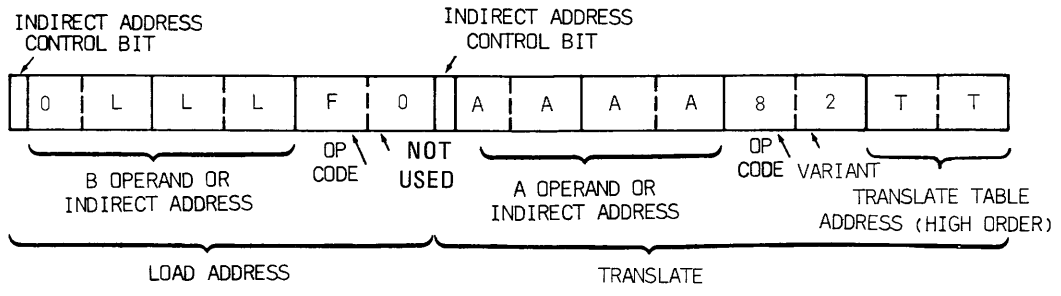 INDIRECT ADDRESS
CONTROL BIT
INDIRECT ADDRESS
CONTROL BIT
0 L L L F 0 A A A A 8 2 T T
B OPERAND OR
INDIRECT ADDRESS
OP
CODE
NOT
USED
A OPERAND OR
INDIRECT ADDRESS
OP
CODE
VARIANT
TRANSLATE TABLE
ADDRESS (HIGH ORDER)
LOAD ADDRESS
TRANSLATE